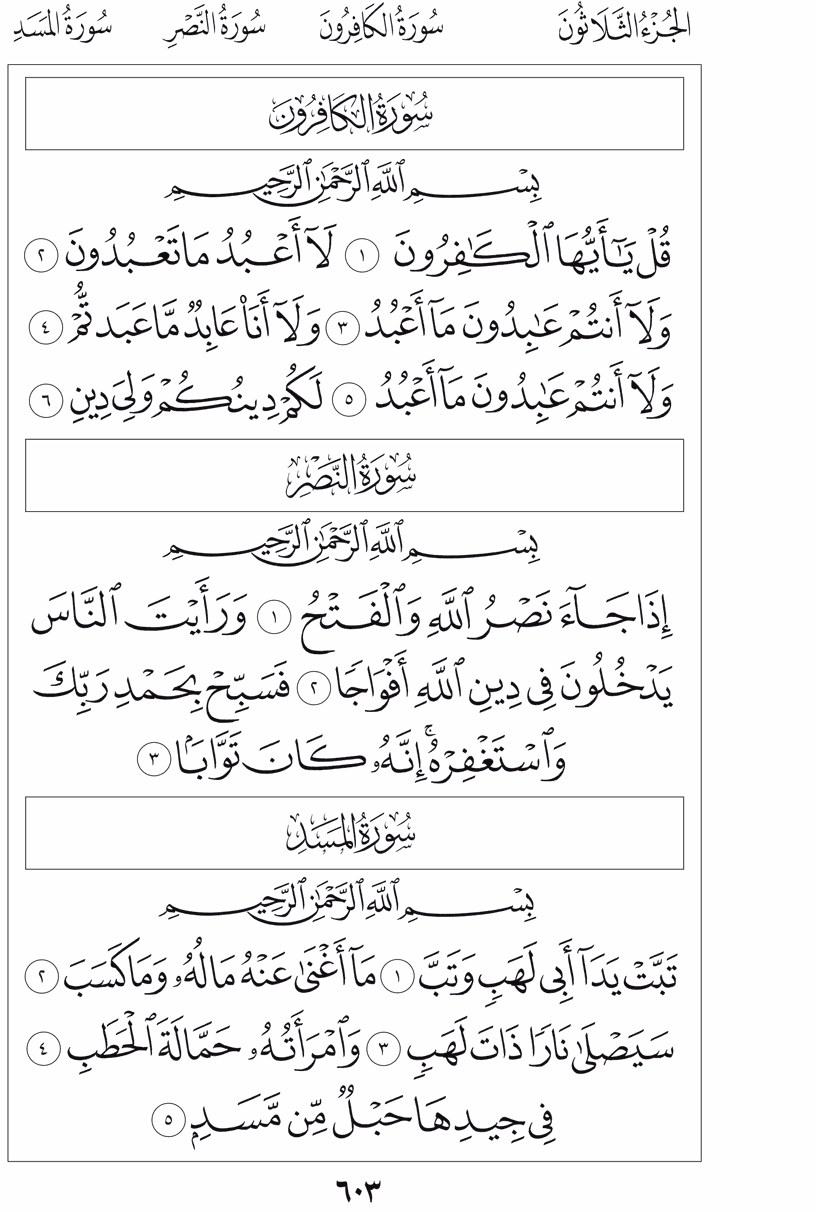 الجُزْءُ الثَّلَاثُونَ سُورَةُ الكَافِرُونَ سُورَةُ النَّصْرِ سُورَةُ المَسَدِ
سُورَةُ الكَافِرُونَ
بِسْمِ ٱللَّهِ ٱلرَّحْمَٰنِ ٱلرَّحِيمِ
قُلْ يَٰٓأَيُّهَا ٱلْكَٰفِرُونَ ١ لَآ أَعْبُدُ مَا تَعْبُدُونَ ٢
وَلَآ أَنتُمْ عَٰبِدُونَ مَآ أَعْبُدُ ٣ وَلَآ أَنَا۠ عَابِدٌ مَّا عَبَدتُّمْ ٤
وَلَآ أَنتُمْ عَٰبِدُونَ مَآ أَعْبُدُ ٥ لَكُمْ دِينُكُمْ وَلِىَ دِينِ ٦
سُورَةُ النَّصْرِ
بِسْمِ ٱللَّهِ ٱلرَّحْمَٰنِ ٱلرَّحِيمِ
إِذَا جَآءَ نَصْرُ ٱللَّهِ وَٱلْفَتْحُ ١ وَرَأَيْتَ ٱلنَّاسَ
يَدْخُلُونَ فِى دِينِ ٱللَّهِ أَفْوَاجًا ٢ فَسَبِّحْ بِحَمْدِ رَبِّكَ
وَٱسْتَغْفِرْهُ ۚ إِنَّهُۥ كَانَ تَوَّابًۢا ٣
سُورَةُ المَسَدِ
بِسْمِ ٱللَّهِ ٱلرَّحْمَٰنِ ٱلرَّحِيمِ
تَبَّتْ يَدَآ أَبِى لَهَبٍ وَتَبَّ ١ مَآ أَغْنَىٰ عَنْهُ مَالُهُۥ وَمَا كَسَبَ ٢
سَيَصْلَىٰ نَارًا ذَاتَ لَهَبٍ ٣ وَٱمْرَأَتُهُۥ حَمَّالَةَ ٱلْحَطَبِ ٤
فِى جِيدِهَا حَبْلٌ مِّن مَّسَدٍۭ ٥
٦٠٣